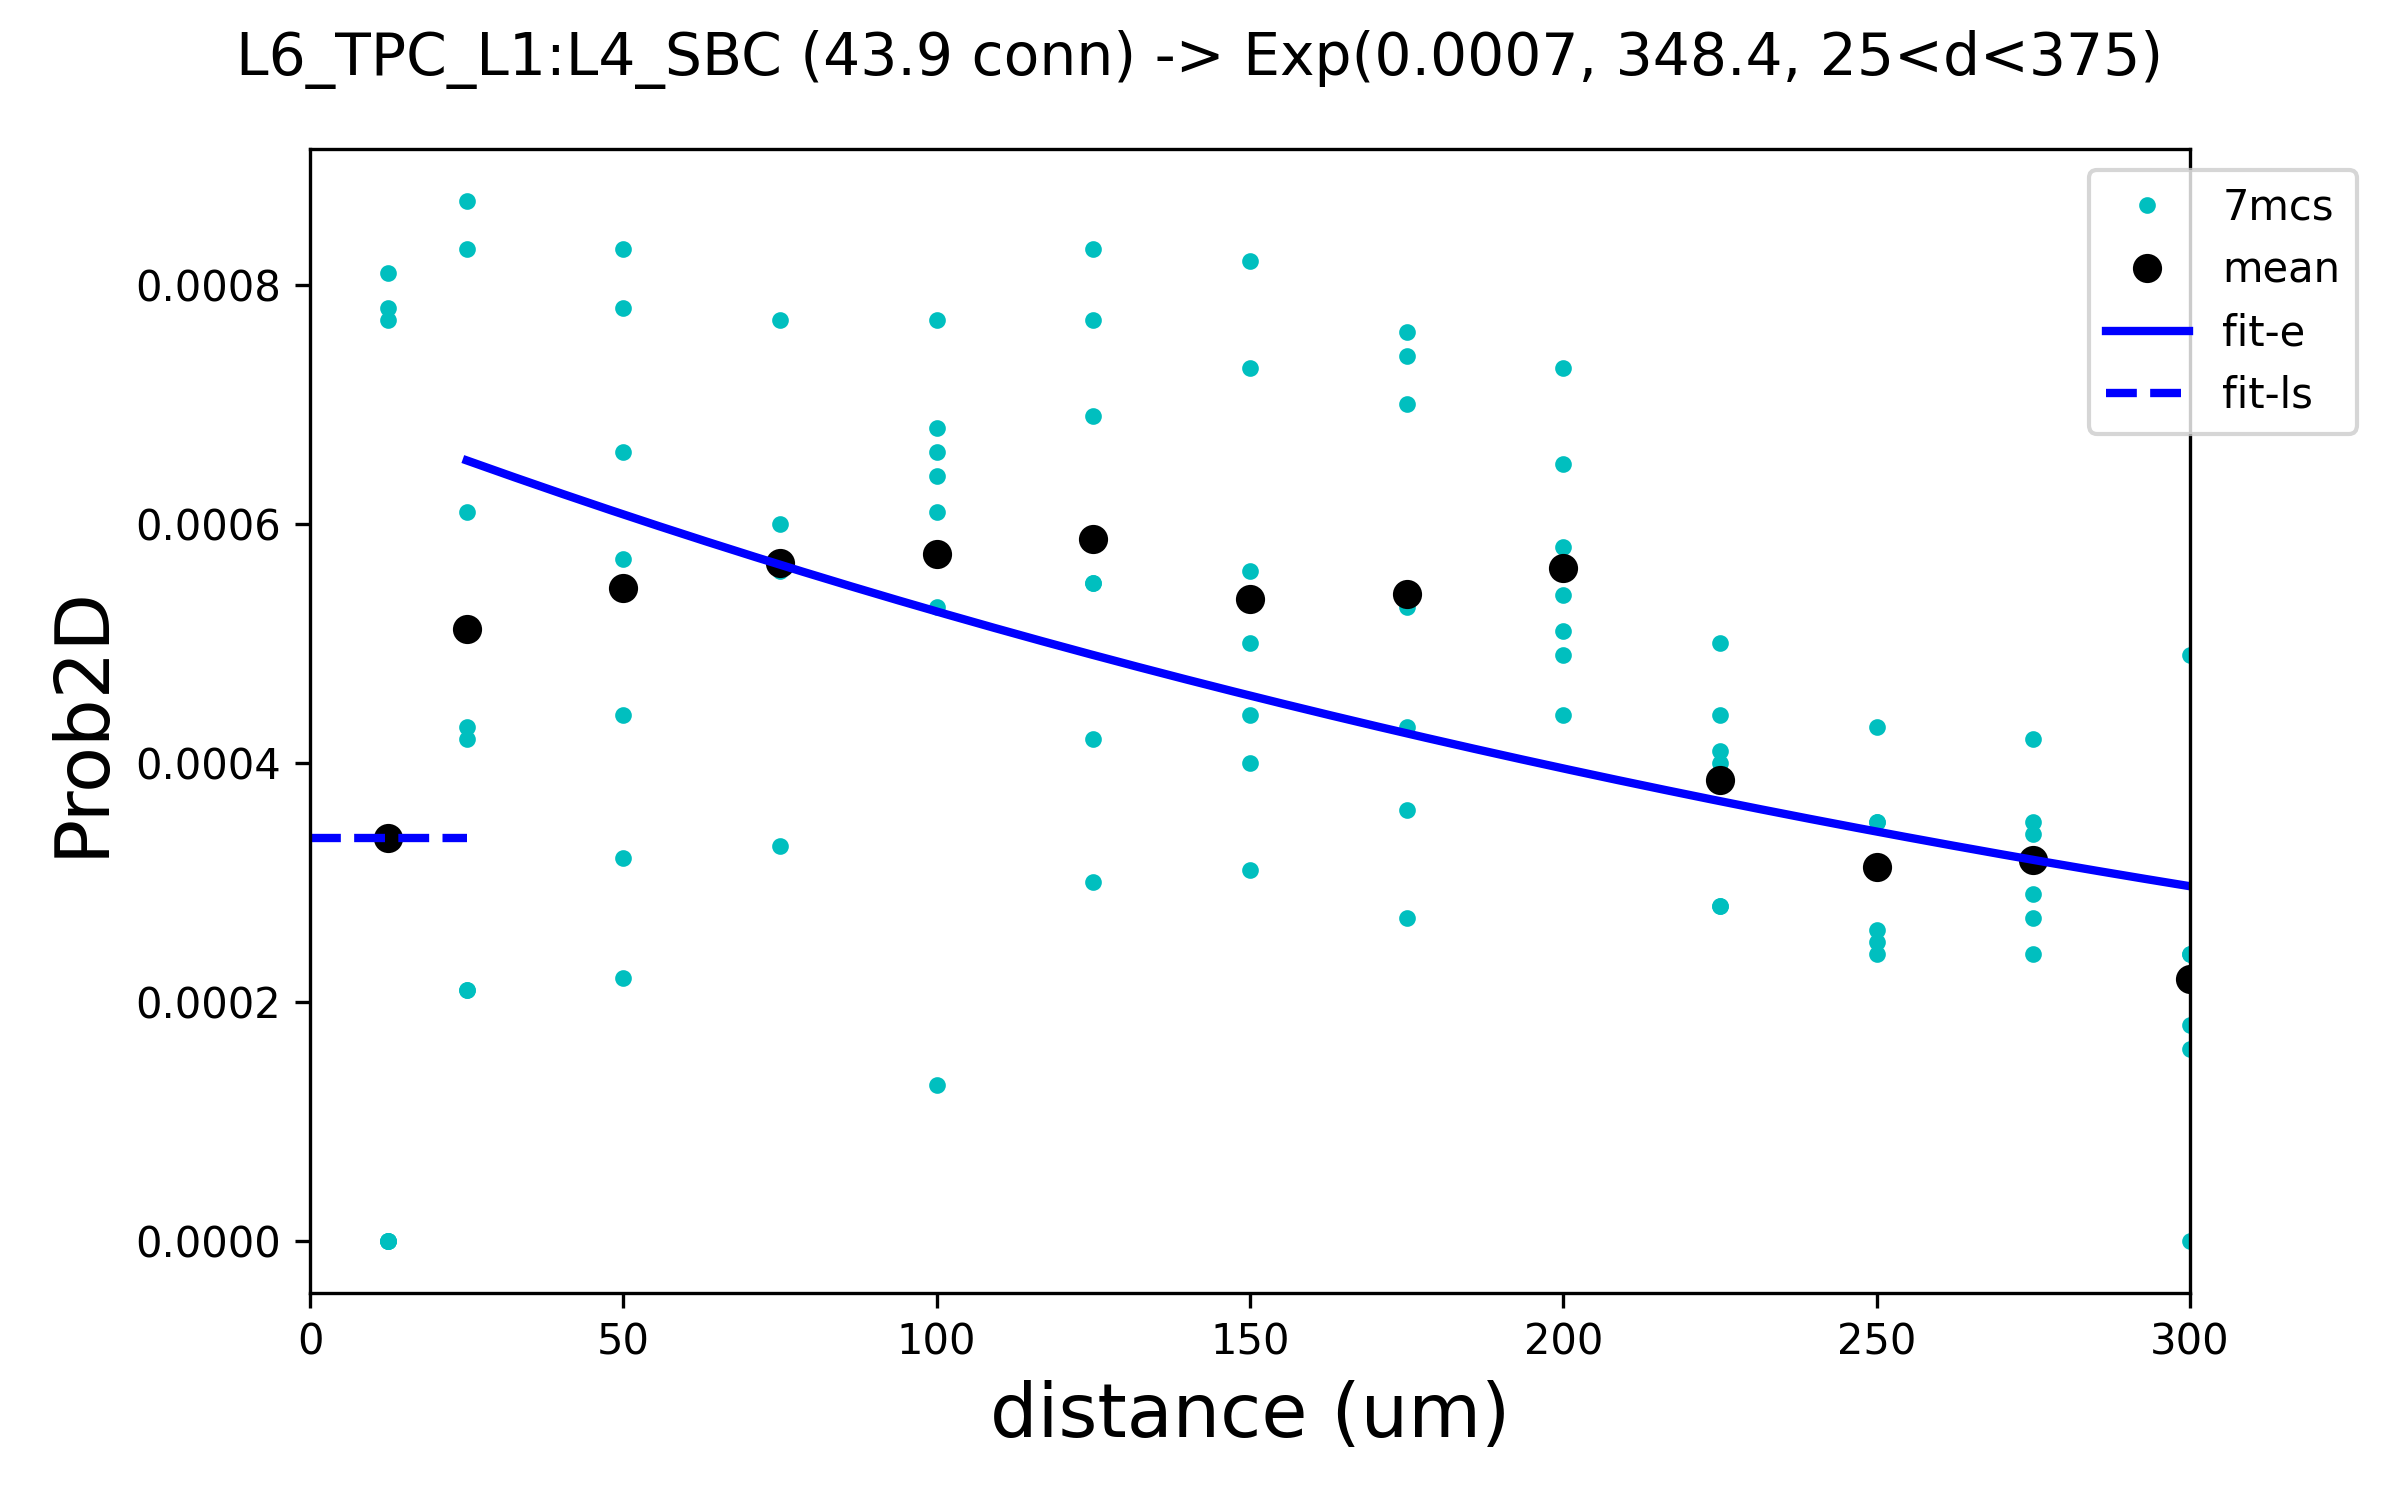 L6_TPC_L1:L4_SBC (43.9 conn) -> Exp(0.0007, 348.4, 25<d<375)
7mcs
mean
fit-e
fit-ls
Prob2D
0.0008
0.0006
0.0004
0.0002
0.0000
0 50 100 150 200 250 300
distance (um)